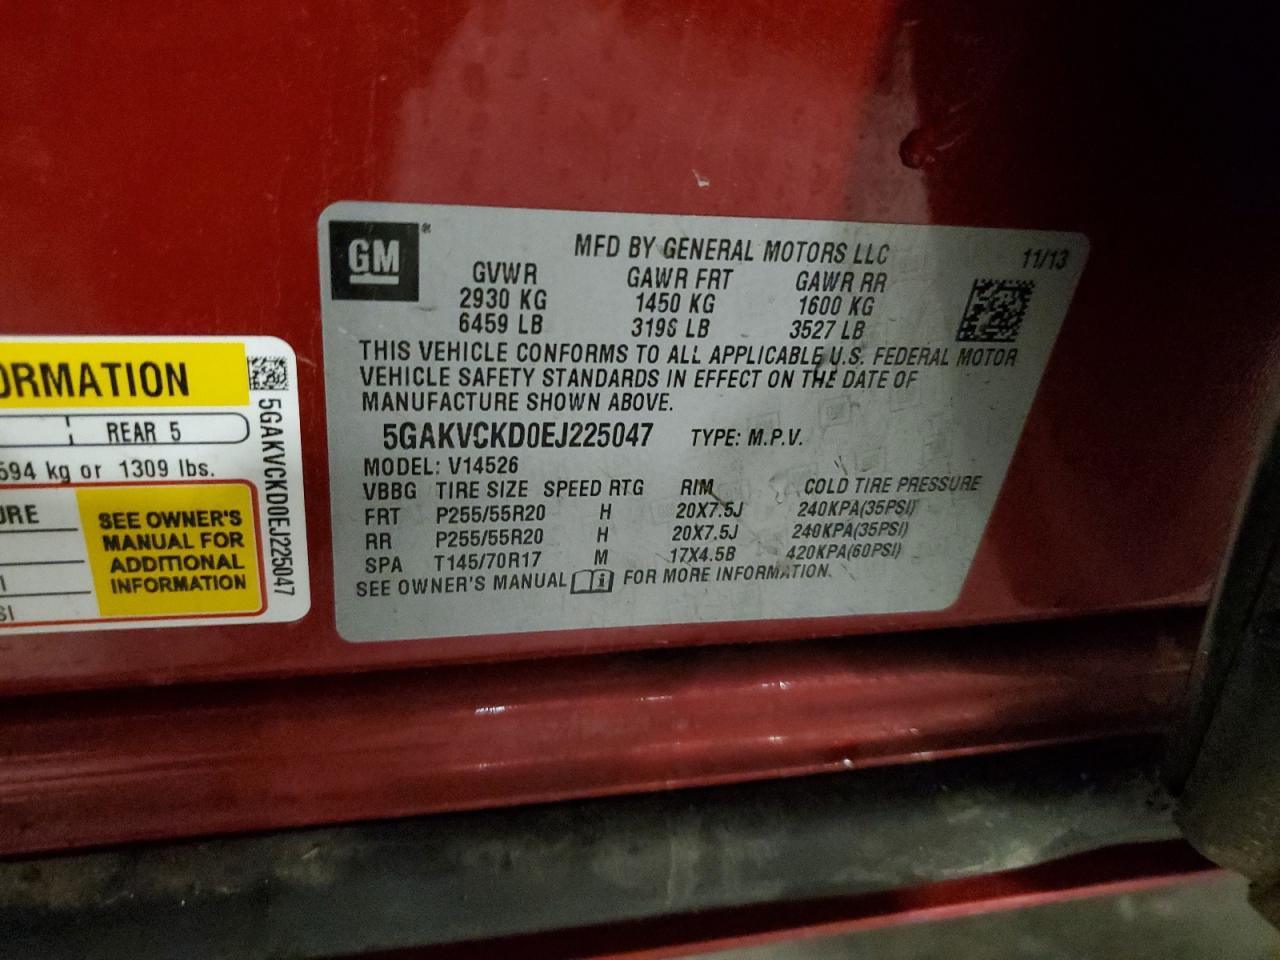 ORMATION
REAR 5
594 kg or 1309 lbs.
URE
SEE OWNER'S
MANUAL FOR
ADDITIONAL
INFORMATION
5GAKVCKD0EJ225047
GM®
MFD BY GENERAL MOTORS LLC 11/13
GVWR GAWR FRT GAWR RR
2930 KG 1450 KG 1600 KG
6459 LB 3196 LB 3527 LB
THIS VEHICLE CONFORMS TO ALL APPLICABLE U.S. FEDERAL MOTOR
VEHICLE SAFETY STANDARDS IN EFFECT ON THE DATE OF
MANUFACTURE SHOWN ABOVE.
5GAKVCKD0EJ225047 TYPE: M.P.V.
MODEL: V14526
VBBG TIRE SIZE SPEED RTG RIM COLD TIRE PRESSURE
FRT P255/55R20 H 20X7.5J 240KPA(35PSI)
RR P255/55R20 H 20X7.5J 240KPA(35PSI)
SPA T145/70R17 M 17X4.5B 420KPA(60PSI)
SEE OWNER'S MANUAL i FOR MORE INFORMATION.